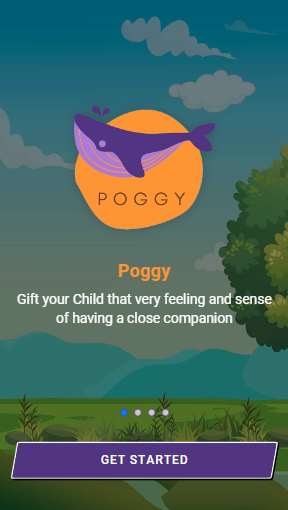 POGGY
Poggy
Gift your Child that very feeling and sense
of having a close companion
GET STARTED